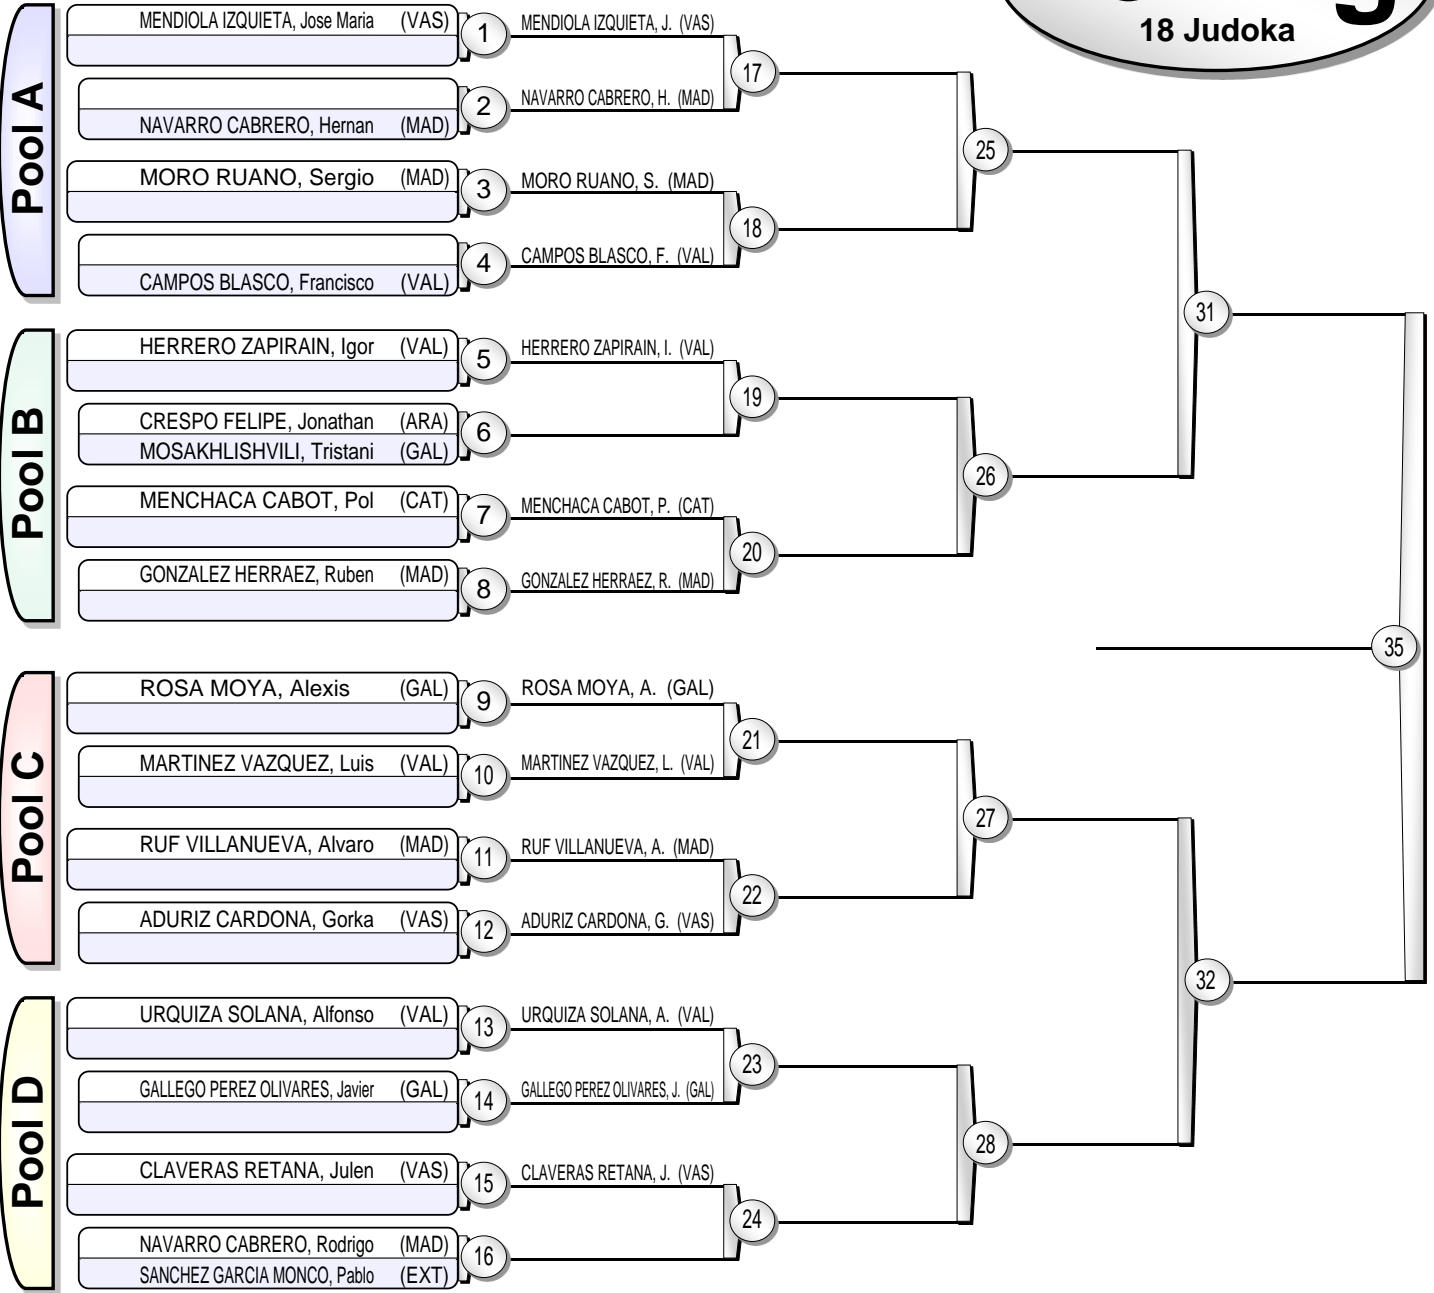 18 Judoka
Pool A
MENDIOLA IZQUIETA, Jose Maria (VAS)
1
MENDIOLA IZQUIETA, J. (VAS)
17
2
NAVARRO CABRERO, H. (MAD)
NAVARRO CABRERO, Hernan (MAD)
25
MORO RUANO, Sergio (MAD)
3
MORO RUANO, S. (MAD)
18
4
CAMPOS BLASCO, F. (VAL)
CAMPOS BLASCO, Francisco (VAL)
31
Pool B
HERRERO ZAPIRAIN, Igor (VAL)
5
HERRERO ZAPIRAIN, I. (VAL)
19
CRESPO FELIPE, Jonathan (ARA)
6
MOSAKHLISHVILI, Tristani (GAL)
26
MENCHACA CABOT, Pol (CAT)
7
MENCHACA CABOT, P. (CAT)
20
GONZALEZ HERRAEZ, Ruben (MAD)
8
GONZALEZ HERRAEZ, R. (MAD)
35
Pool C
ROSA MOYA, Alexis (GAL)
9
ROSA MOYA, A. (GAL)
21
MARTINEZ VAZQUEZ, Luis (VAL)
10
MARTINEZ VAZQUEZ, L. (VAL)
27
RUF VILLANUEVA, Alvaro (MAD)
11
RUF VILLANUEVA, A. (MAD)
22
ADURIZ CARDONA, Gorka (VAS)
12
ADURIZ CARDONA, G. (VAS)
32
Pool D
URQUIZA SOLANA, Alfonso (VAL)
13
URQUIZA SOLANA, A. (VAL)
23
GALLEGO PEREZ OLIVARES, Javier (GAL)
14
GALLEGO PEREZ OLIVARES, J. (GAL)
28
CLAVERAS RETANA, Julen (VAS)
15
CLAVERAS RETANA, J. (VAS)
24
NAVARRO CABRERO, Rodrigo (MAD)
16
SANCHEZ GARCIA MONCO, Pablo (EXT)